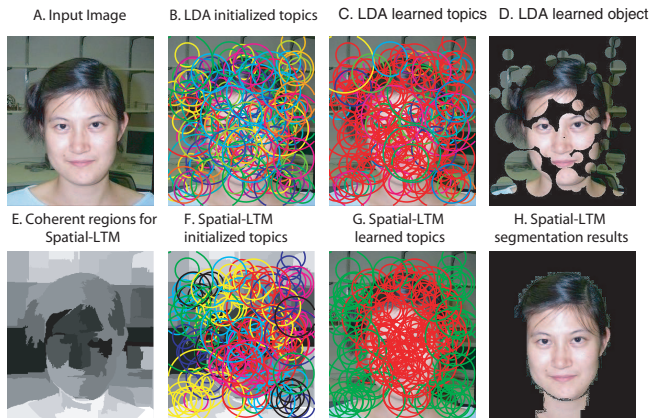 A. Input Image
B. LDA initialized topics
C. LDA learned topics
D. LDA learned object
E. Coherent regions for
Spatial-LTM
F. Spatial-LTM
initialized topics
G. Spatial-LTM
learned topics
H. Spatial-LTM
segmentation results